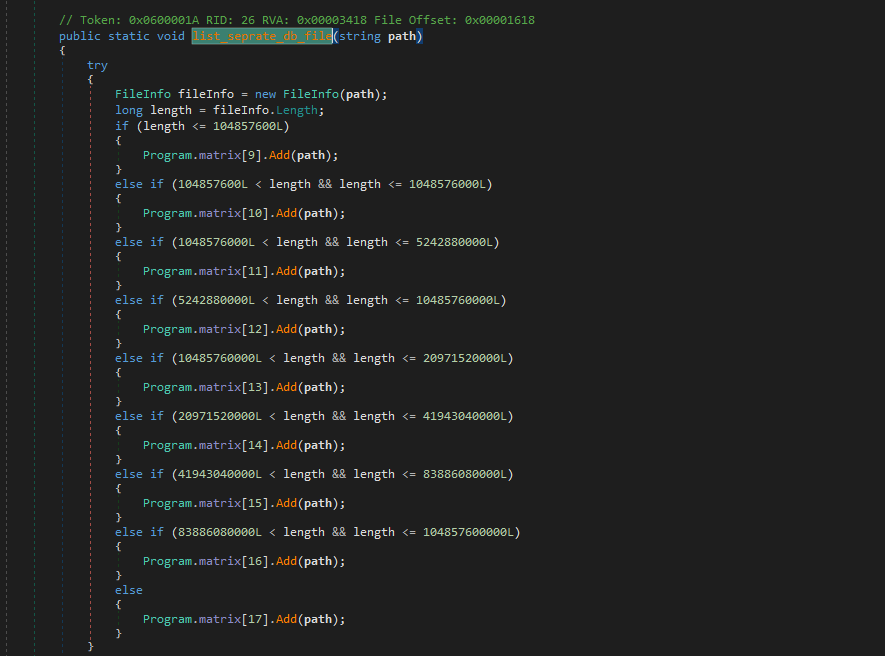 // Token: 0x0600001A RID: 26 RVA: 0x00003418 File Offset: 0x00001618
public static void list_seprate_db_file(string path)
{
try
{
FileInfo fileInfo = new FileInfo(path);
long length = fileInfo.Length;
if (length <= 104857600L)
{
Program.matrix[9].Add(path);
}
else if (104857600L < length && length <= 1048576000L)
{
Program.matrix[10].Add(path);
}
else if (1048576000L < length && length <= 5242880000L)
{
Program.matrix[11].Add(path);
}
else if (5242880000L < length && length <= 10485760000L)
{
Program.matrix[12].Add(path);
}
else if (10485760000L < length && length <= 20971520000L)
{
Program.matrix[13].Add(path);
}
else if (20971520000L < length && length <= 41943040000L)
{
Program.matrix[14].Add(path);
}
else if (41943040000L < length && length <= 83886080000L)
{
Program.matrix[15].Add(path);
}
else if (83886080000L < length && length <= 104857600000L)
{
Program.matrix[16].Add(path);
}
else
{
Program.matrix[17].Add(path);
}
}